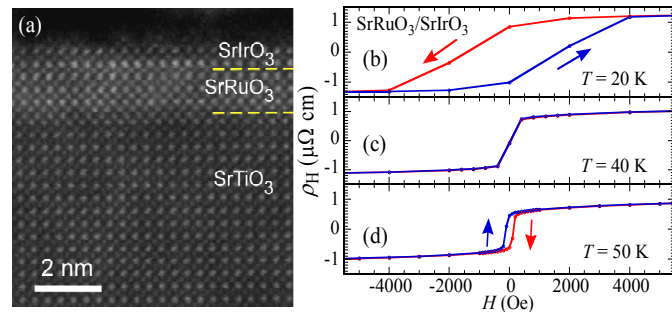 (a)
SrIrO3
SrRuO3
SrTiO3
2 nm
SrRuO3/SrIrO3
1
0
-1
(b)
T = 20 K
1
0
-1
(c)
T = 40 K
1
0
-1
(d)
T = 50 K
ρH (μΩ cm)
-4000 -2000 0 2000 4000
H (Oe)